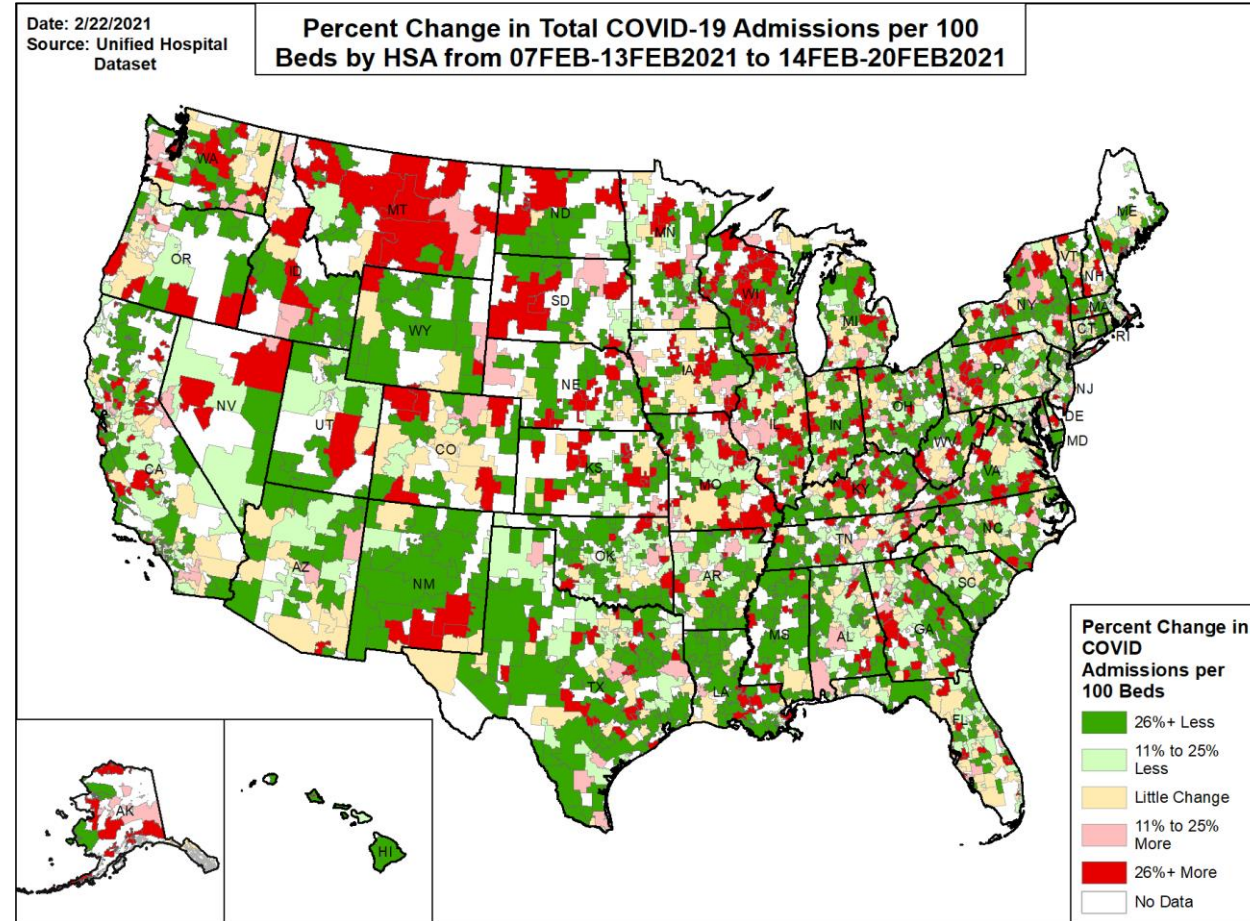 Date: 2/22/2021
Source: Unified Hospital
Dataset
Percent Change in Total COVID-19 Admissions per 100
Beds by HSA from 07FEB-13FEB2021 to 14FEB-20FEB2021
WA
MT
ND
MN
ME
OR
ID
SD
WI
VT
NH
NY
MA
CT
RI
WY
MI
IA
NE
PA
NJ
NV
UT
CO
IL
IN
OH
DE
MD
WV
CA
KS
MO
KY
VA
AZ
NM
OK
AR
TN
NC
SC
MS
AL
GA
TX
LA
FL
AK
HI
Percent Change in
COVID
Admissions per
100 Beds
26%+ Less
11% to 25%
Less
Little Change
11% to 25%
More
26%+ More
No Data